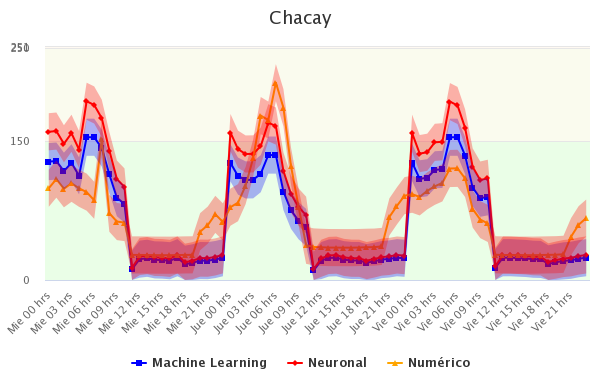 Chacay
250
150
0
Mie 00 hrs
Mie 03 hrs
Mie 06 hrs
Mie 09 hrs
Mie 12 hrs
Mie 15 hrs
Mie 18 hrs
Mie 21 hrs
Jue 00 hrs
Jue 03 hrs
Jue 06 hrs
Jue 09 hrs
Jue 12 hrs
Jue 15 hrs
Jue 18 hrs
Jue 21 hrs
Vie 00 hrs
Vie 03 hrs
Vie 06 hrs
Vie 09 hrs
Vie 12 hrs
Vie 15 hrs
Vie 18 hrs
Vie 21 hrs
Machine Learning Neuronal Numérico